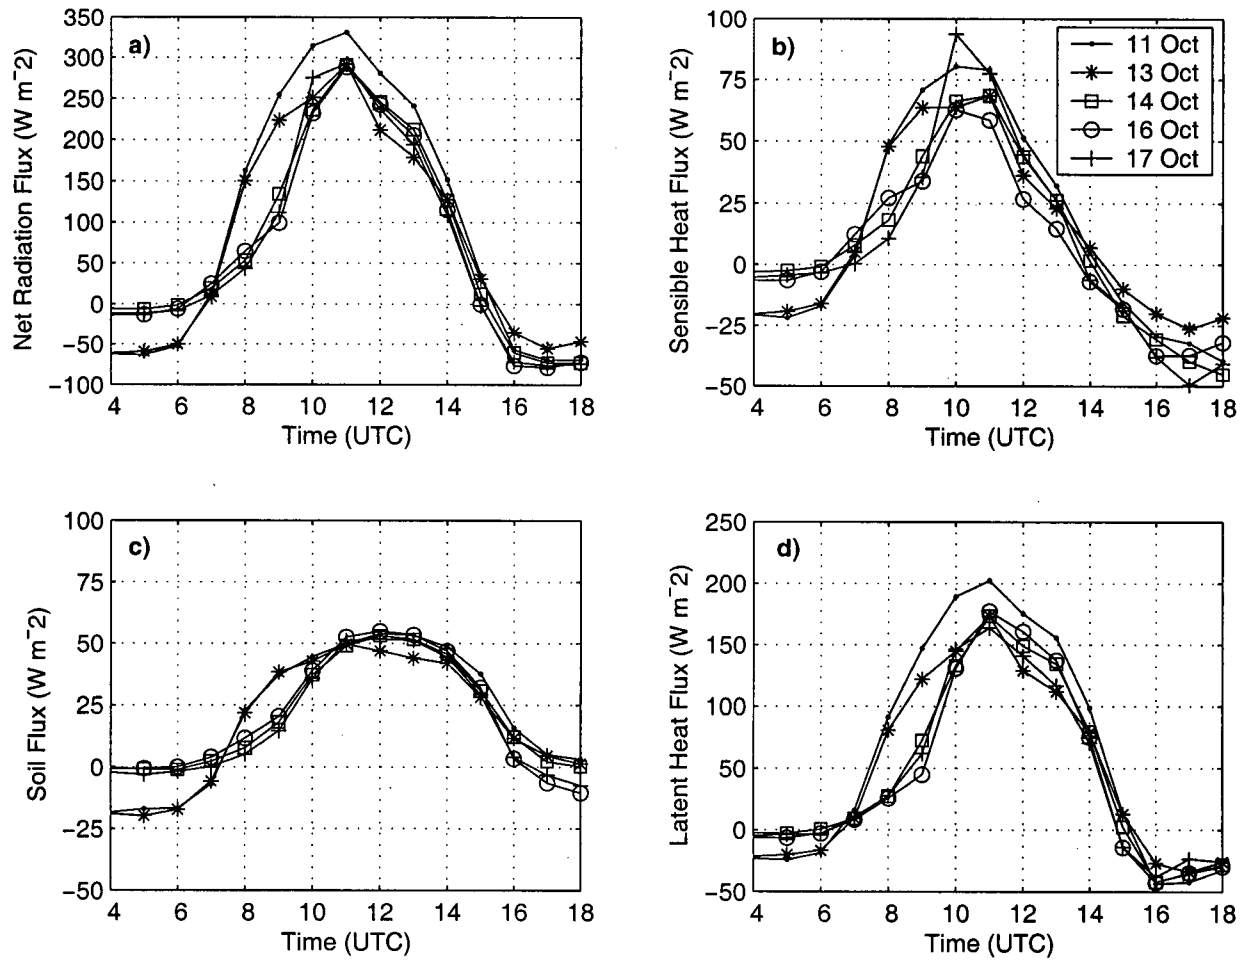 a)
Net Radiation Flux (W m⁻2)
350
300
250
200
150
100
50
0
−50
−100
4 6 8 10 12 14 16 18
Time (UTC)
b)
Sensible Heat Flux (W m⁻2)
100
75
50
25
0
−25
−50
4 6 8 10 12 14 16 18
Time (UTC)
11 Oct
13 Oct
14 Oct
16 Oct
17 Oct
c)
Soil Flux (W m⁻2)
100
75
50
25
0
−25
−50
4 6 8 10 12 14 16 18
Time (UTC)
d)
Latent Heat Flux (W m⁻2)
250
200
150
100
50
0
−50
4 6 8 10 12 14 16 18
Time (UTC)